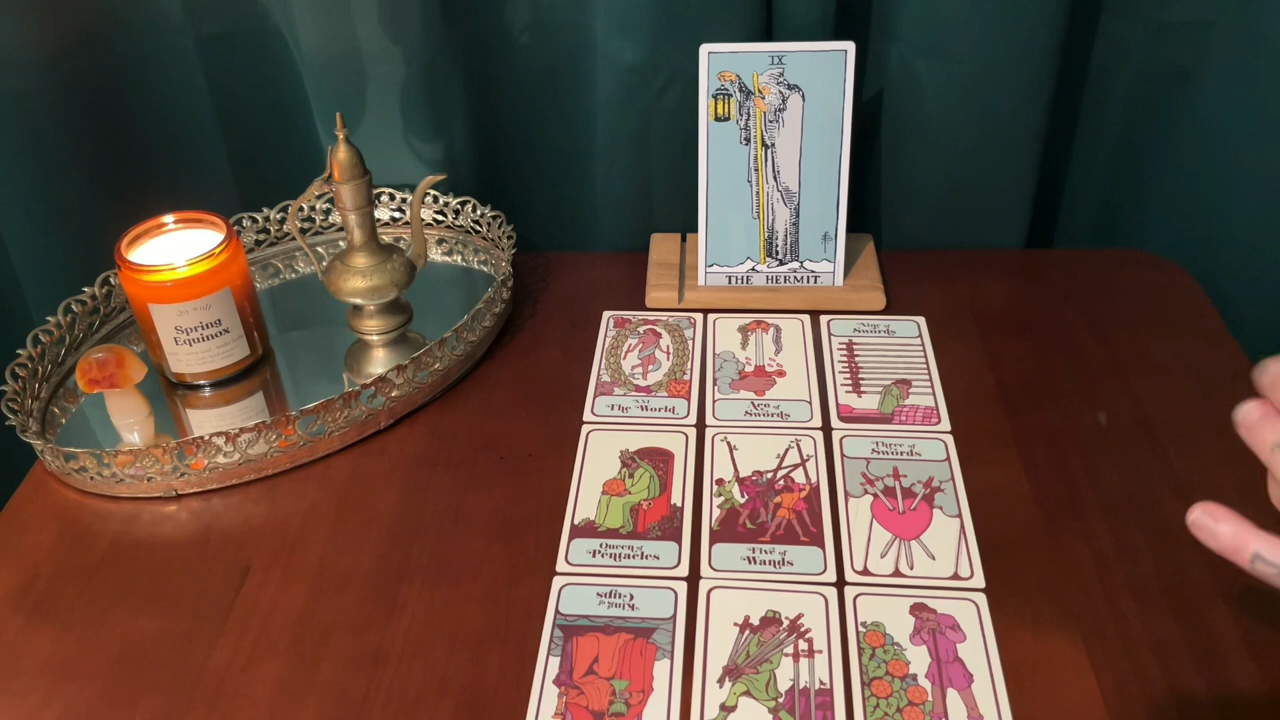 IX
THE HERMIT.
Spring
Equinox
XXI
The World
Ace of
Swords
Nine of
Swords
Queen of
Pentacles
Five of
Wands
Three of
Swords
King of
Cups